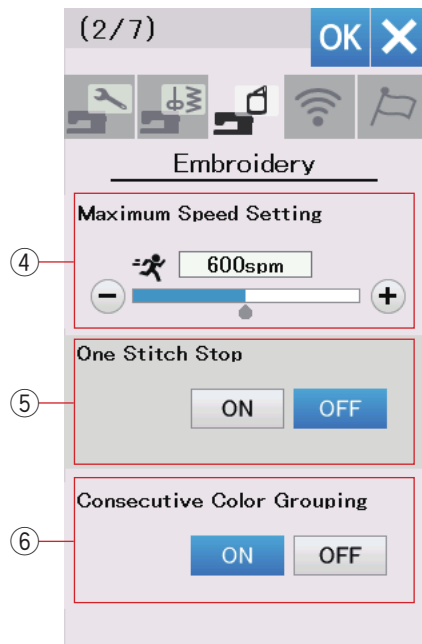 (2/7)
OK
Embroidery
Maximum Speed Setting
④
600spm
One Stitch Stop
⑤
ON OFF
Consecutive Color Grouping
⑥
ON OFF